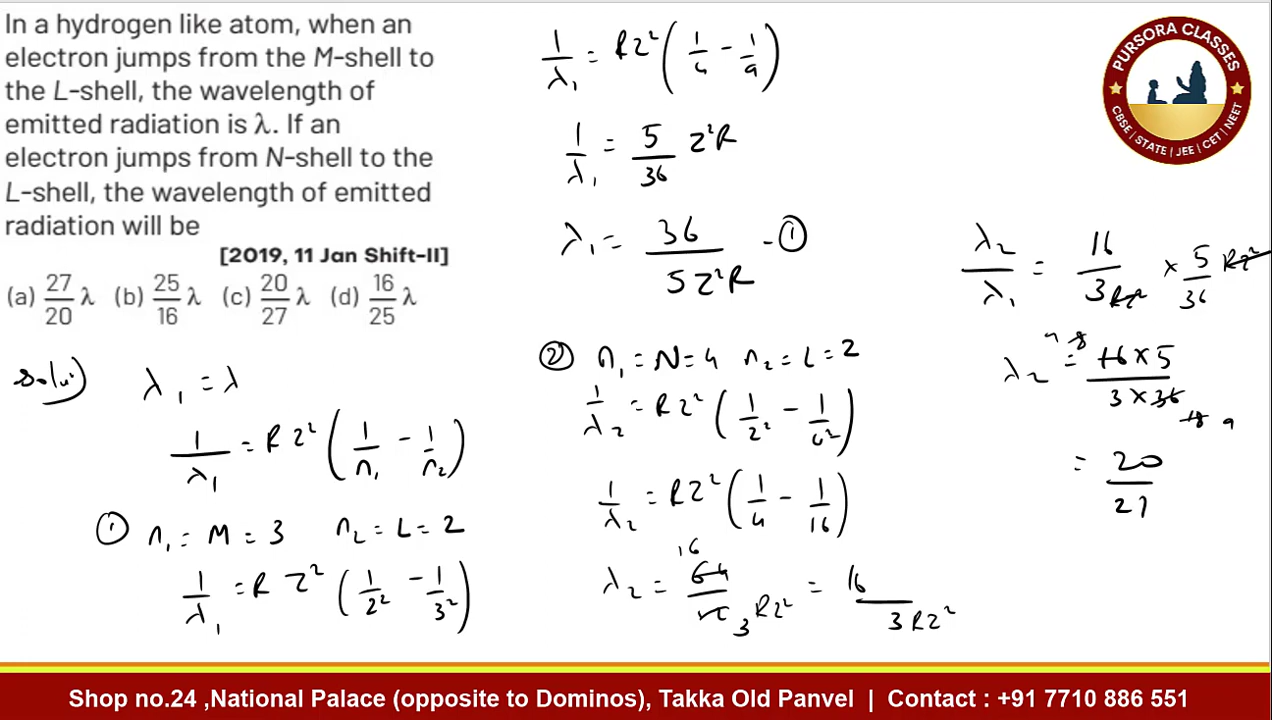 In a hydrogen like atom, when an
electron jumps from the M-shell to
the L-shell, the wavelength of
emitted radiation is λ. If an
electron jumps from N-shell to the
L-shell, the wavelength of emitted
radiation will be
[2019, 11 Jan Shift-II]
(a) 27/20 λ (b) 25/16 λ (c) 20/27 λ (d) 16/25 λ
λ₁ = λ
1/λ₁ = RZ² (1/n₁ - 1/n₂)
① n₁ = M = 3 n₂ = L = 2
1/λ₁ = RZ² (1/2² - 1/3²)
1/λ₁ = RZ² (1/4 - 1/9)
1/λ₁ = 5/36 Z²R
λ₁ = 36/5Z²R - ①
② n₁ = N = 4 n₂ = L = 2
1/λ₂ = RZ² (1/2² - 1/4²)
1/λ₂ = RZ² (1/4 - 1/16)
16
λ₂ = 64/ 3 RZ² = 16/3RZ²
λ₂/λ₁ = 16/3RZ² × 5/36 RZ²
λ₂ = 16×5/3×36
18 9
= 20/27
PURSORA CLASSES
CBSE | STATE | JEE | CET | NEET
Shop no.24 ,National Palace (opposite to Dominos), Takka Old Panvel | Contact : +91 7710 886 551